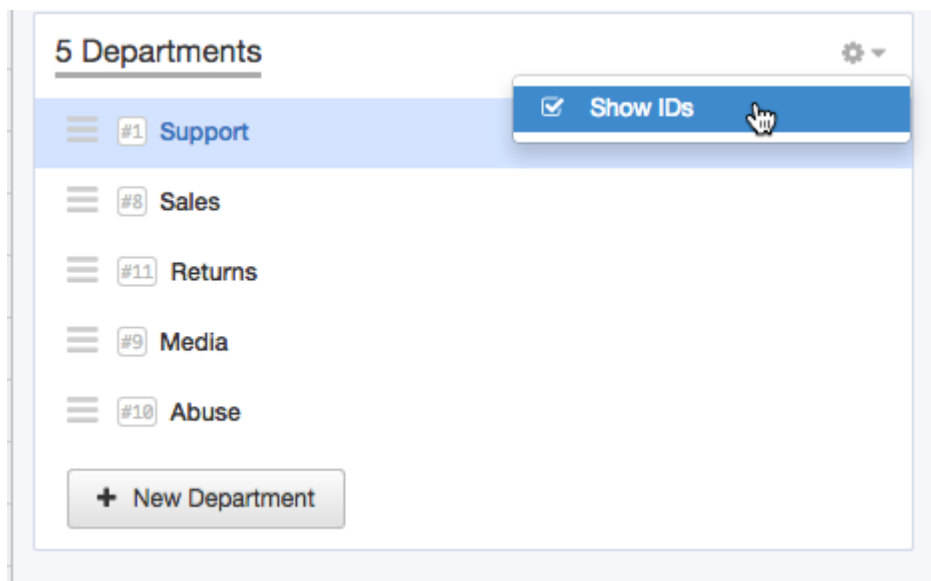 5 Departments
Show IDs
#1 Support
#8 Sales
#11 Returns
#9 Media
#10 Abuse
+ New Department